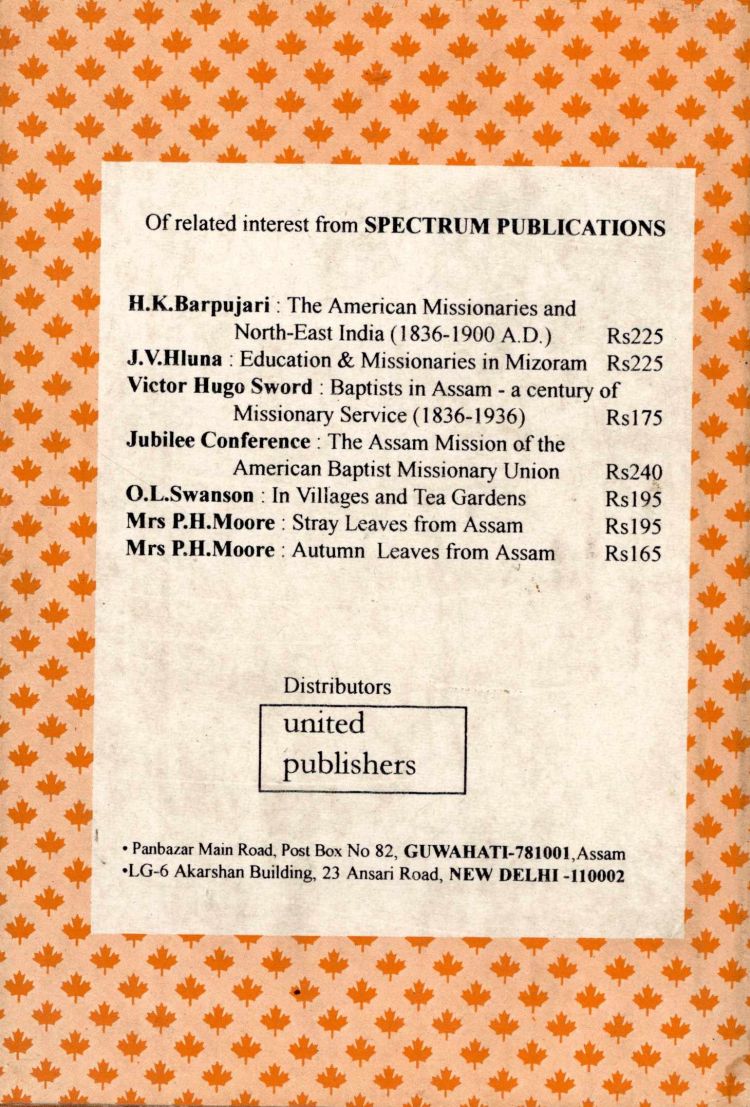 Of related interest from SPECTRUM PUBLICATIONS
H.K.Barpujari : The American Missionaries and
North-East India (1836-1900 A.D.) Rs225
J.V.Hluna : Education & Missionaries in Mizoram Rs225
Victor Hugo Sword : Baptists in Assam - a century of
Missionary Service (1836-1936) Rs175
Jubilee Conference : The Assam Mission of the
American Baptist Missionary Union Rs240
O.L.Swanson : In Villages and Tea Gardens Rs195
Mrs P.H.Moore : Stray Leaves from Assam Rs195
Mrs P.H.Moore : Autumn Leaves from Assam Rs165
Distributors
united
publishers
• Panbazar Main Road, Post Box No 82, GUWAHATI-781001,Assam
•LG-6 Akarshan Building, 23 Ansari Road, NEW DELHI -110002